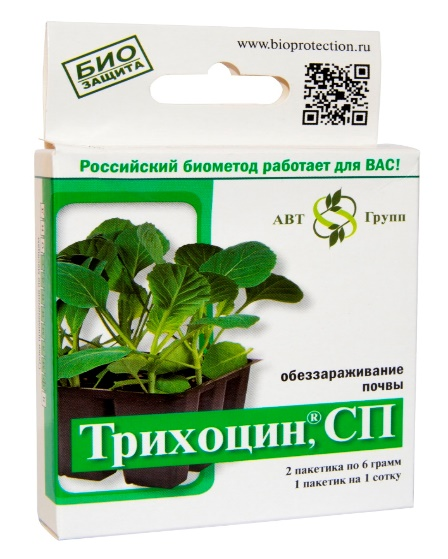 www.bioprotection.ru
БИО
ЗАЩИТА
Российский биометод работает для ВАС!
АВТ Групп
обеззараживание
почвы
Трихоцин,® СП
2 пакетика по 6 грамм
1 пакетик на 1 сотку